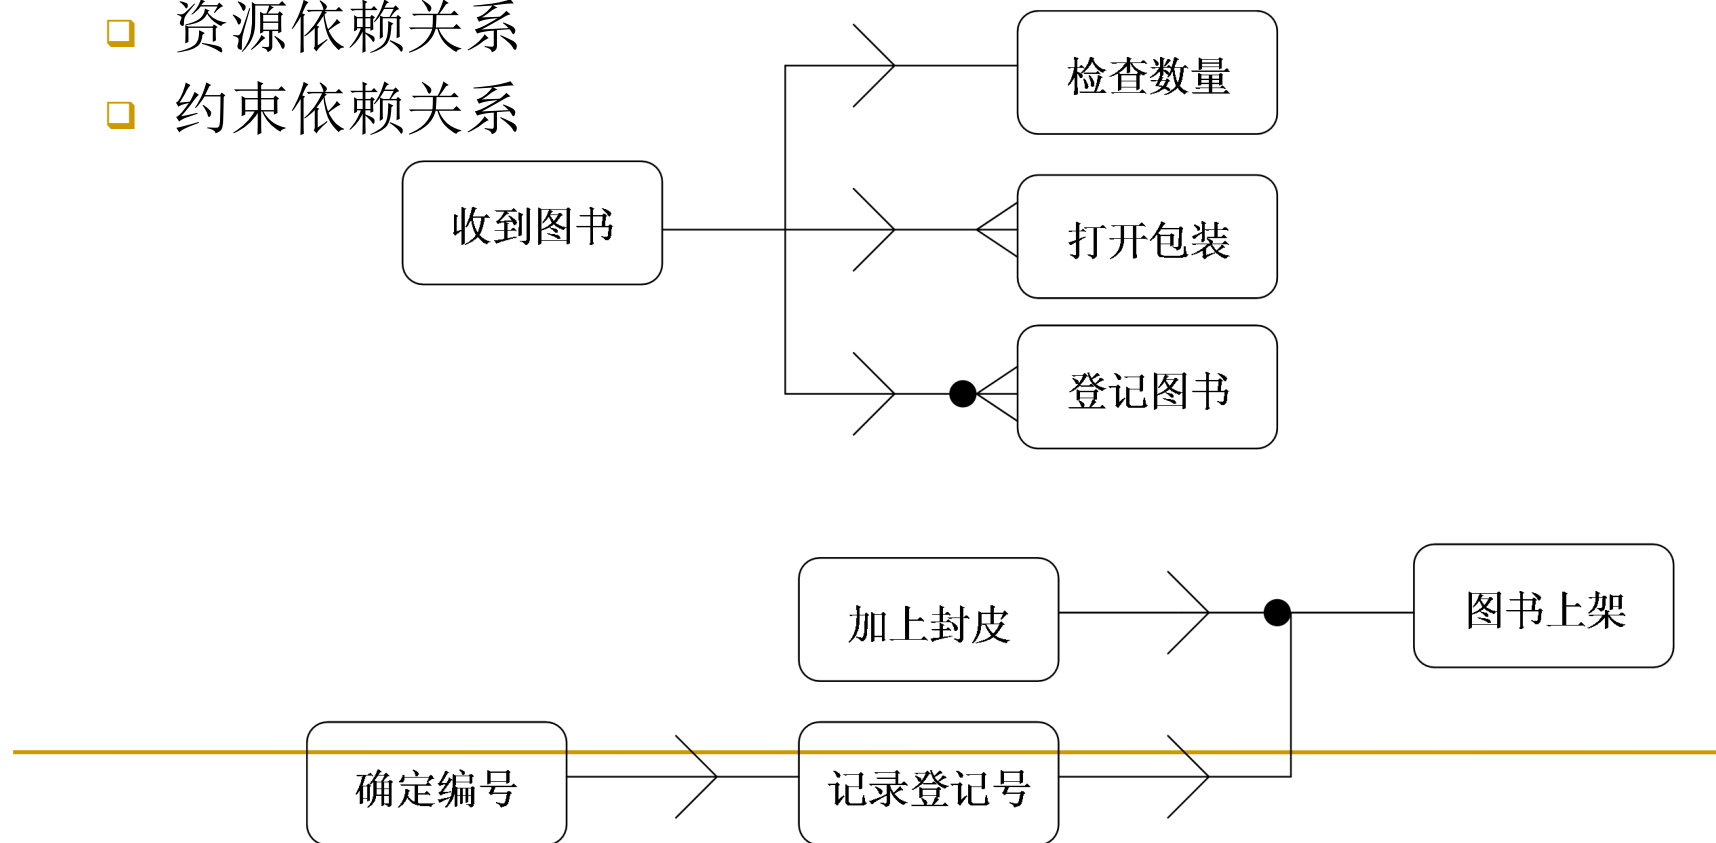 资源依赖关系
约束依赖关系
检查数量
收到图书
打开包装
登记图书
加上封皮
图书上架
确定编号
记录登记号